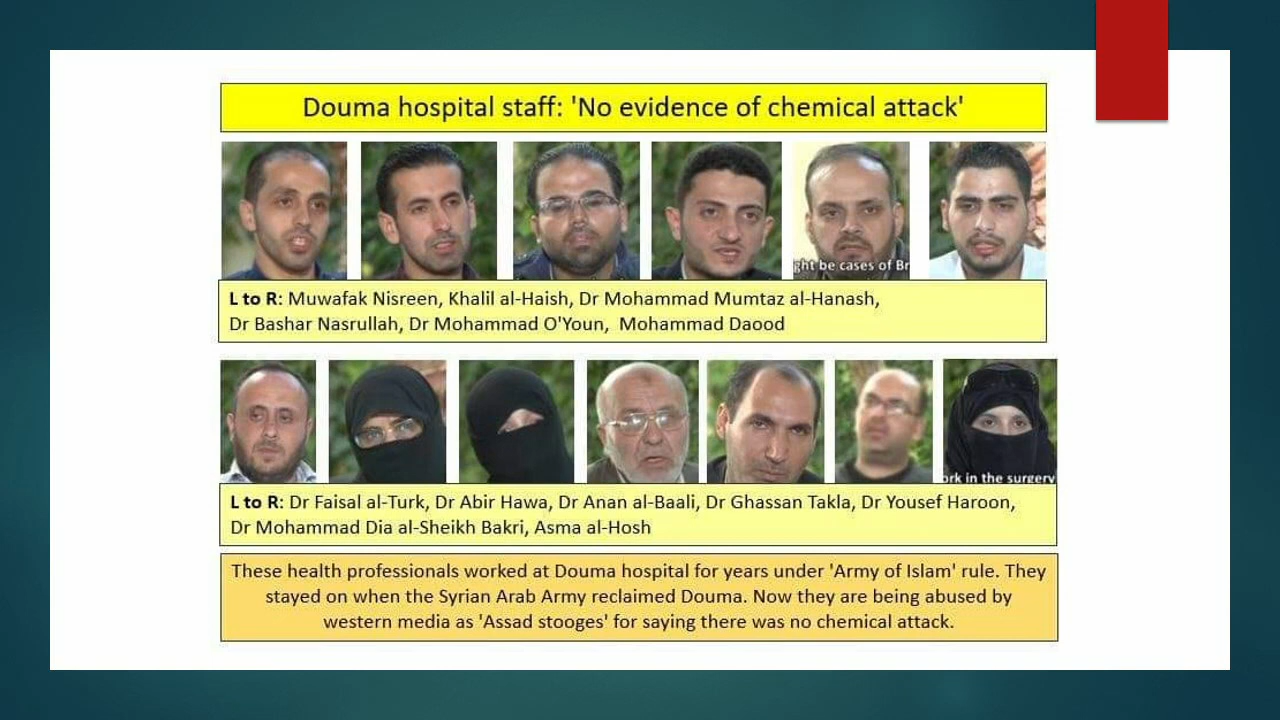 Douma hospital staff: 'No evidence of chemical attack'
ght be cases of Br
L to R: Muwafak Nisreen, Khalil al-Haish, Dr Mohammad Mumtaz al-Hanash,
Dr Bashar Nasrullah, Dr Mohammad O'Youn, Mohammad Daood
ork in the surgery
L to R: Dr Faisal al-Turk, Dr Abir Hawa, Dr Anan al-Baali, Dr Ghassan Takla, Dr Yousef Haroon,
Dr Mohammad Dia al-Sheikh Bakri, Asma al-Hosh
These health professionals worked at Douma hospital for years under 'Army of Islam' rule. They
stayed on when the Syrian Arab Army reclaimed Douma. Now they are being abused by
western media as 'Assad stooges' for saying there was no chemical attack.